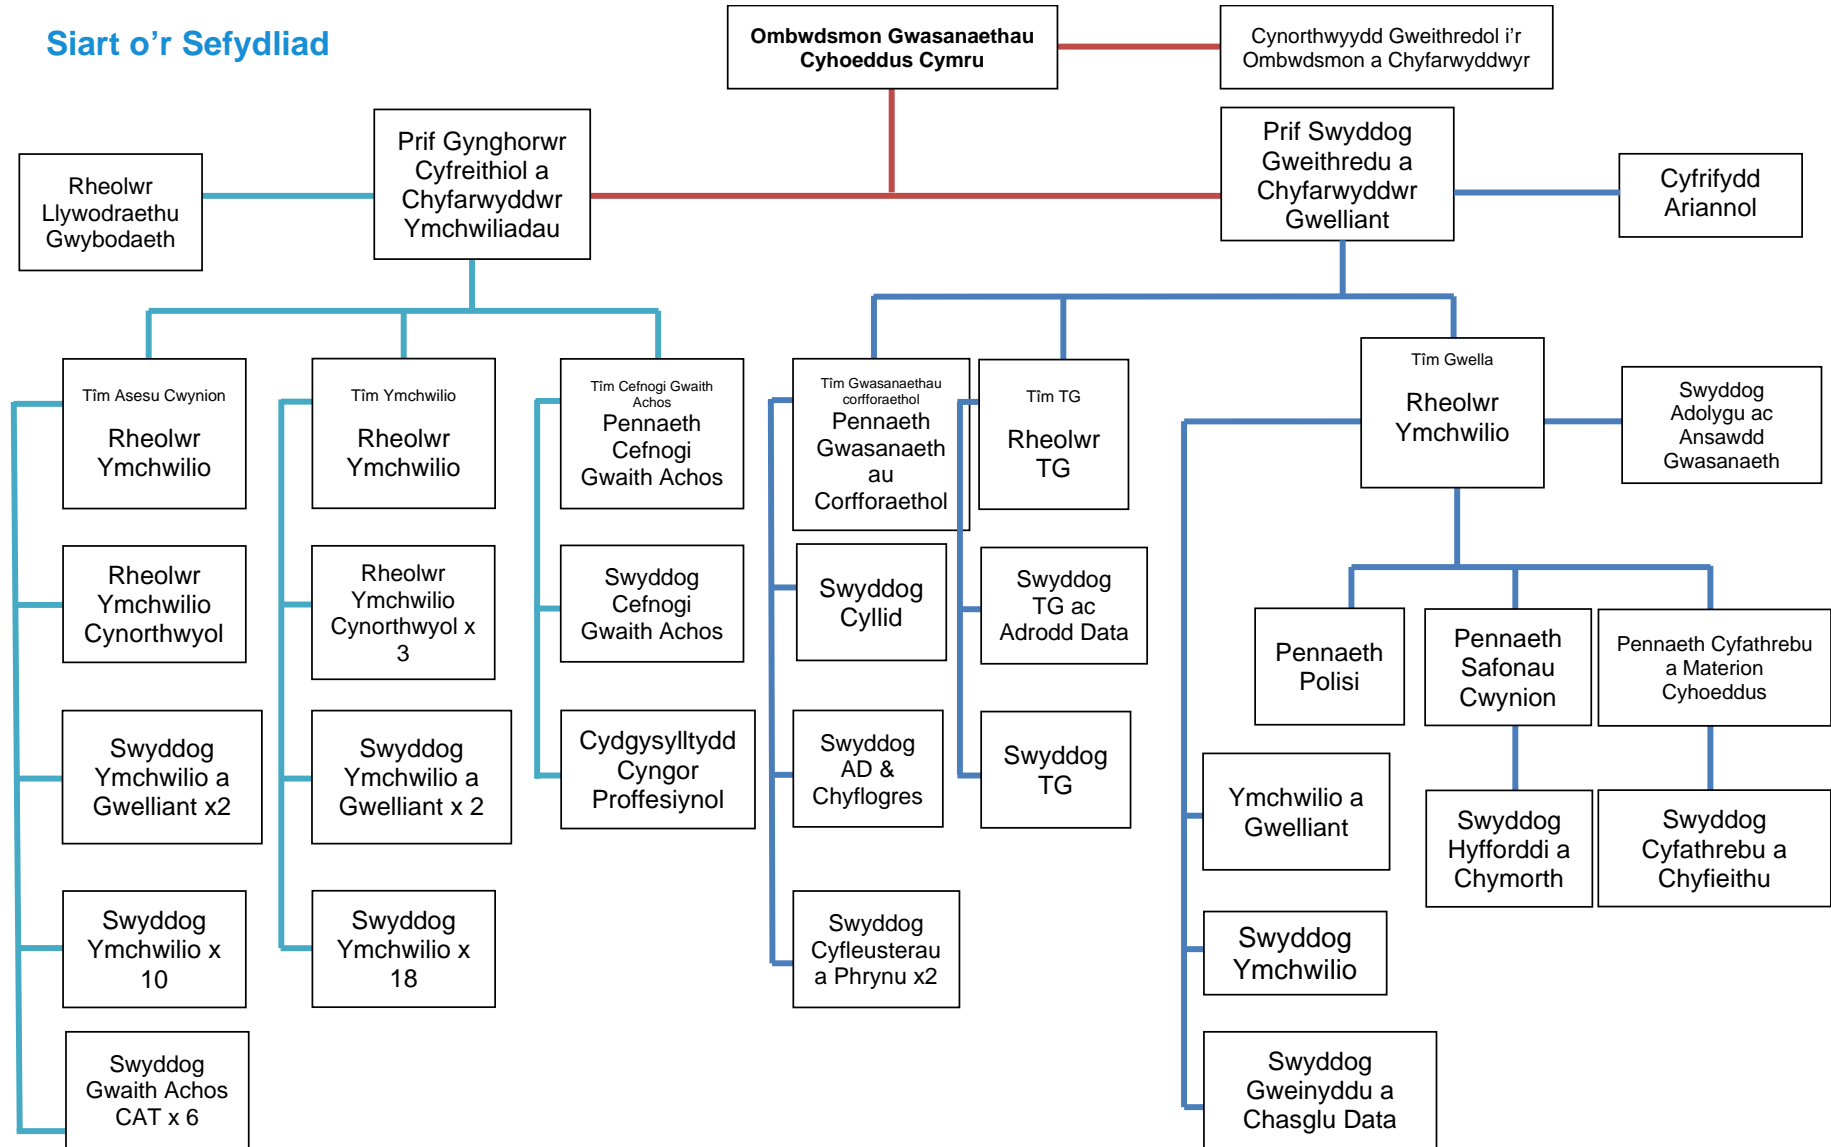 Siart o’r Sefydliad
Ombwdsmon Gwasanaethau
Cyhoeddus Cymru
Cynorthwyydd Gweithredol i’r
Ombwdsmon a Chyfarwyddwyr
Rheolwr
Llywodraethu
Gwybodaeth
Prif Gynghorwr
Cyfreithiol a
Chyfarwyddwr
Ymchwiliadau
Prif Swyddog
Gweithredu a
Chyfarwyddwr
Gwelliant
Cyfrifydd
Ariannol
Tîm Asesu Cwynion
Rheolwr
Ymchwilio
Tîm Ymchwilio
Rheolwr
Ymchwilio
Tîm Cefnogi Gwaith
Achos
Pennaeth
Cefnogi
Gwaith Achos
Tîm Gwasanaethau
corfforaethol
Pennaeth
Gwasanaeth
au
Corfforaethol
Tîm TG
Rheolwr
TG
Tîm Gwella
Rheolwr
Ymchwilio
Swyddog
Adolygu ac
Ansawdd
Gwasanaeth
Rheolwr
Ymchwilio
Cynorthwyol
Rheolwr
Ymchwilio
Cynorthwyol x
3
Swyddog
Cefnogi
Gwaith Achos
Swyddog
Cyllid
Swyddog
TG ac
Adrodd Data
Pennaeth
Polisi
Pennaeth
Safonau
Cwynion
Pennaeth Cyfathrebu
a Materion
Cyhoeddus
Swyddog
Ymchwilio a
Gwelliant x2
Swyddog
Ymchwilio a
Gwelliant x 2
Cydgysylltydd
Cyngor
Proffesiynol
Swyddog
AD &
Chyflogres
Swyddog
TG
Ymchwilio a
Gwelliant
Swyddog
Hyfforddi a
Chymorth
Swyddog
Cyfathrebu a
Chyfieithu
Swyddog
Ymchwilio x
10
Swyddog
Ymchwilio x
18
Swyddog
Cyfleusterau
a Phrynu x2
Swyddog
Ymchwilio
Swyddog
Gwaith Achos
CAT x 6
Swyddog
Gweinyddu a
Chasglu Data